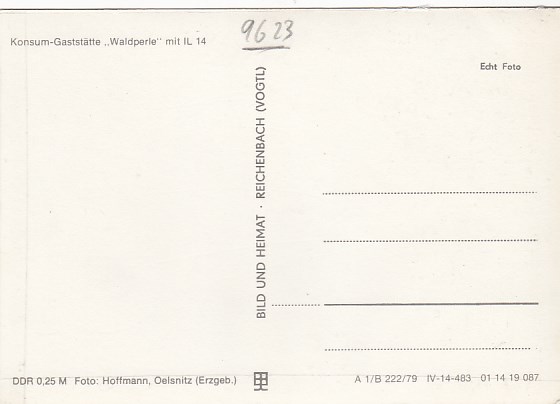 9623
Konsum-Gaststätte „Waldperle" mit IL 14
Echt Foto
BILD UND HEIMAT · REICHENBACH (VOGTL)
DDR 0,25 M Foto: Hoffmann, Oelsnitz (Erzgeb.)
A 1/B 222/79 IV-14-483 01 14 19 087